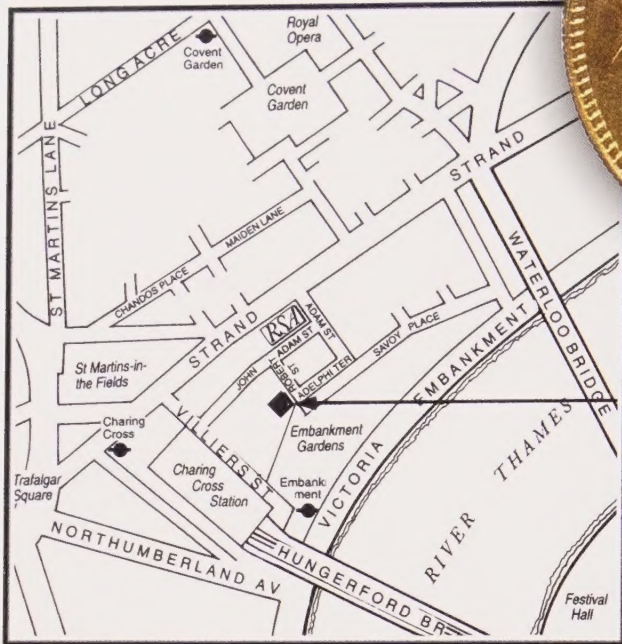 Royal
Opera
LONG ACRE
Covent
Garden
Covent
Garden
ST MARTINS LANE
STRAND
MAIDEN LANE
CHANDOS PLACE
WATERLOO BRIDGE
STRAND
RSA
ADAM ST
JOHN
ADAM ST
ROBERT ST
ADELPHI TER
SAVOY PLACE
St Martins-in-
the Fields
VICTORIA EMBANKMENT
Embankment
Gardens
Charing
Cross
VILLIERS ST
Charing
Cross
Station
Embank
ment
Trafalgar
Square
RIVER THAMES
NORTHUMBERLAND AV
HUNGERFORD BR
Festival
Hall